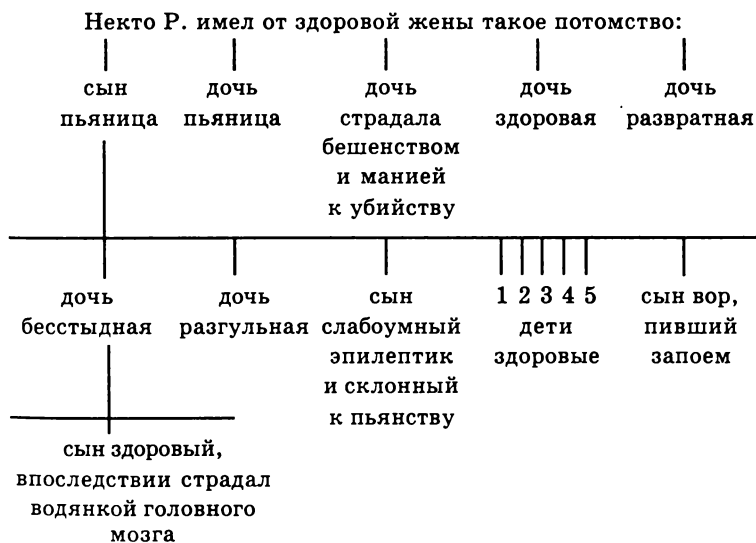 Некто Р. имел от здоровой жены такое потомство:
сын
пьяница
дочь
пьяница
дочь
страдала
бешенством
и манией
к убийству
дочь
здоровая
дочь
развратная
дочь
бесстыдная
дочь
разгульная
сын
слабоумный
эпилептик
и склонный
к пьянству
1 2 3 4 5
дети
здоровые
сын вор,
пивший
запоем
сын здоровый,
впоследствии страдал
водянкой головного
мозга